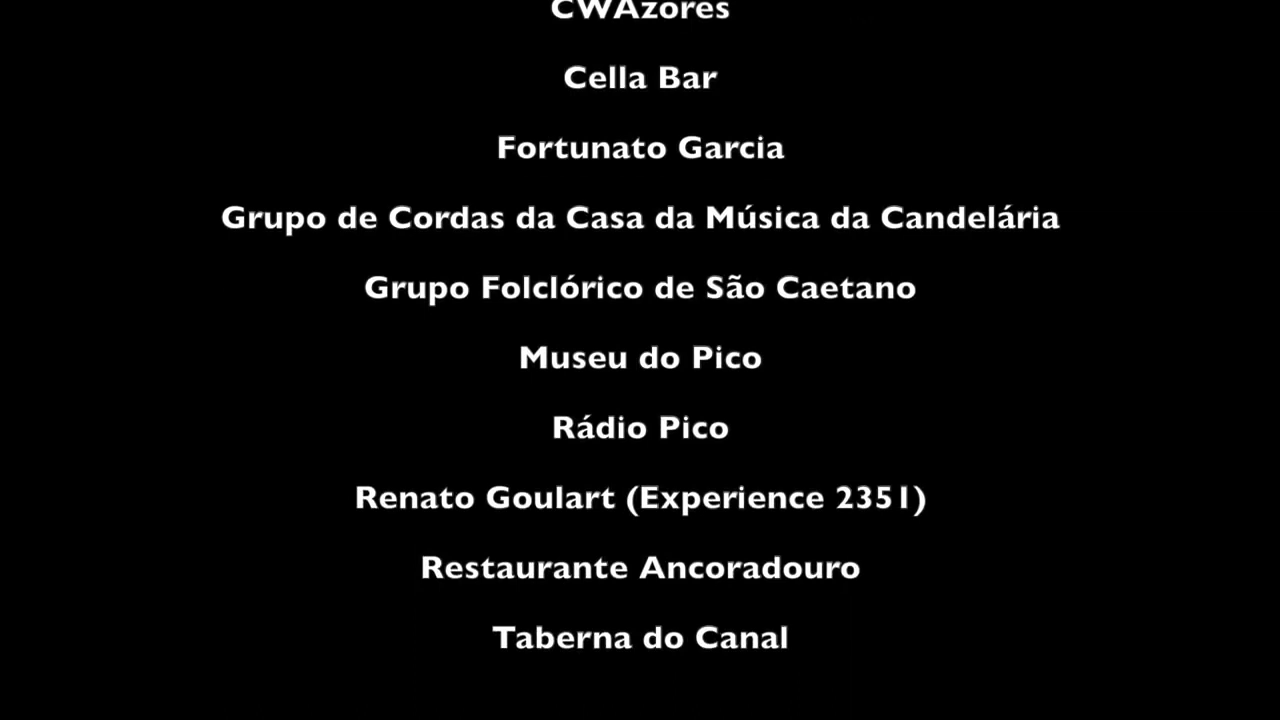 CWAzores
Cella Bar
Fortunato Garcia
Grupo de Cordas da Casa da Música da Candelária
Grupo Folclórico de São Caetano
Museu do Pico
Rádio Pico
Renato Goulart (Experience 2351)
Restaurante Ancoradouro
Taberna do Canal